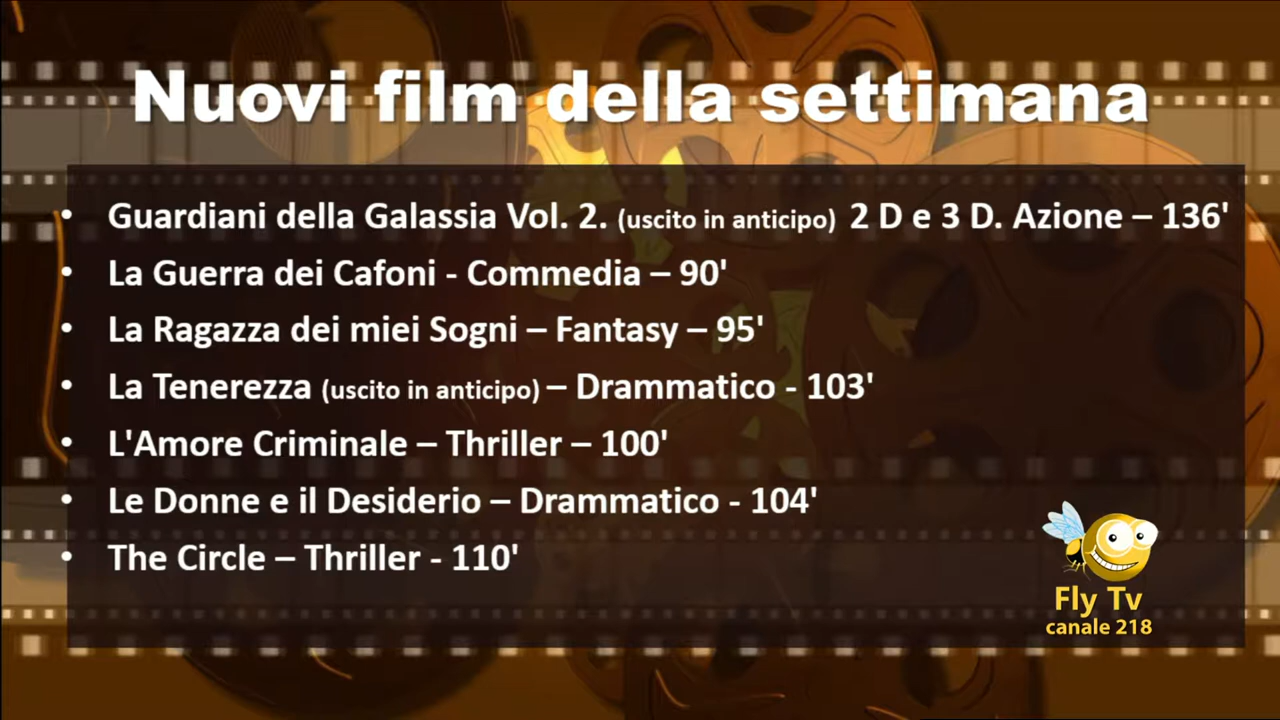 Nuovi film della settimana
• Guardiani della Galassia Vol. 2. (uscito in anticipo) 2 D e 3 D. Azione – 136'
• La Guerra dei Cafoni - Commedia – 90'
• La Ragazza dei miei Sogni – Fantasy – 95'
• La Tenerezza (uscito in anticipo) – Drammatico - 103'
• L'Amore Criminale – Thriller – 100'
• Le Donne e il Desiderio – Drammatico - 104'
• The Circle – Thriller - 110'
Fly Tv
canale 218